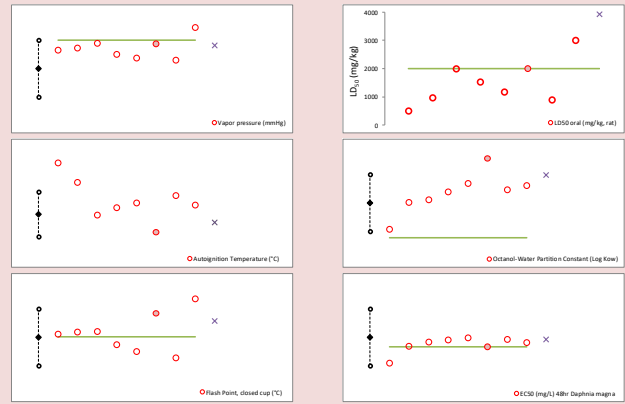 Vapor pressure (mmHg)
4000
3000
2000
1000
0
LD50 (mg/kg)
LD50 oral (mg/kg, rat)
Autoignition Temperature (°C)
Octanol-Water Partition Constant (Log Kow)
Flash Point, closed cup (°C)
EC50 (mg/L) 48hr Daphnia magna